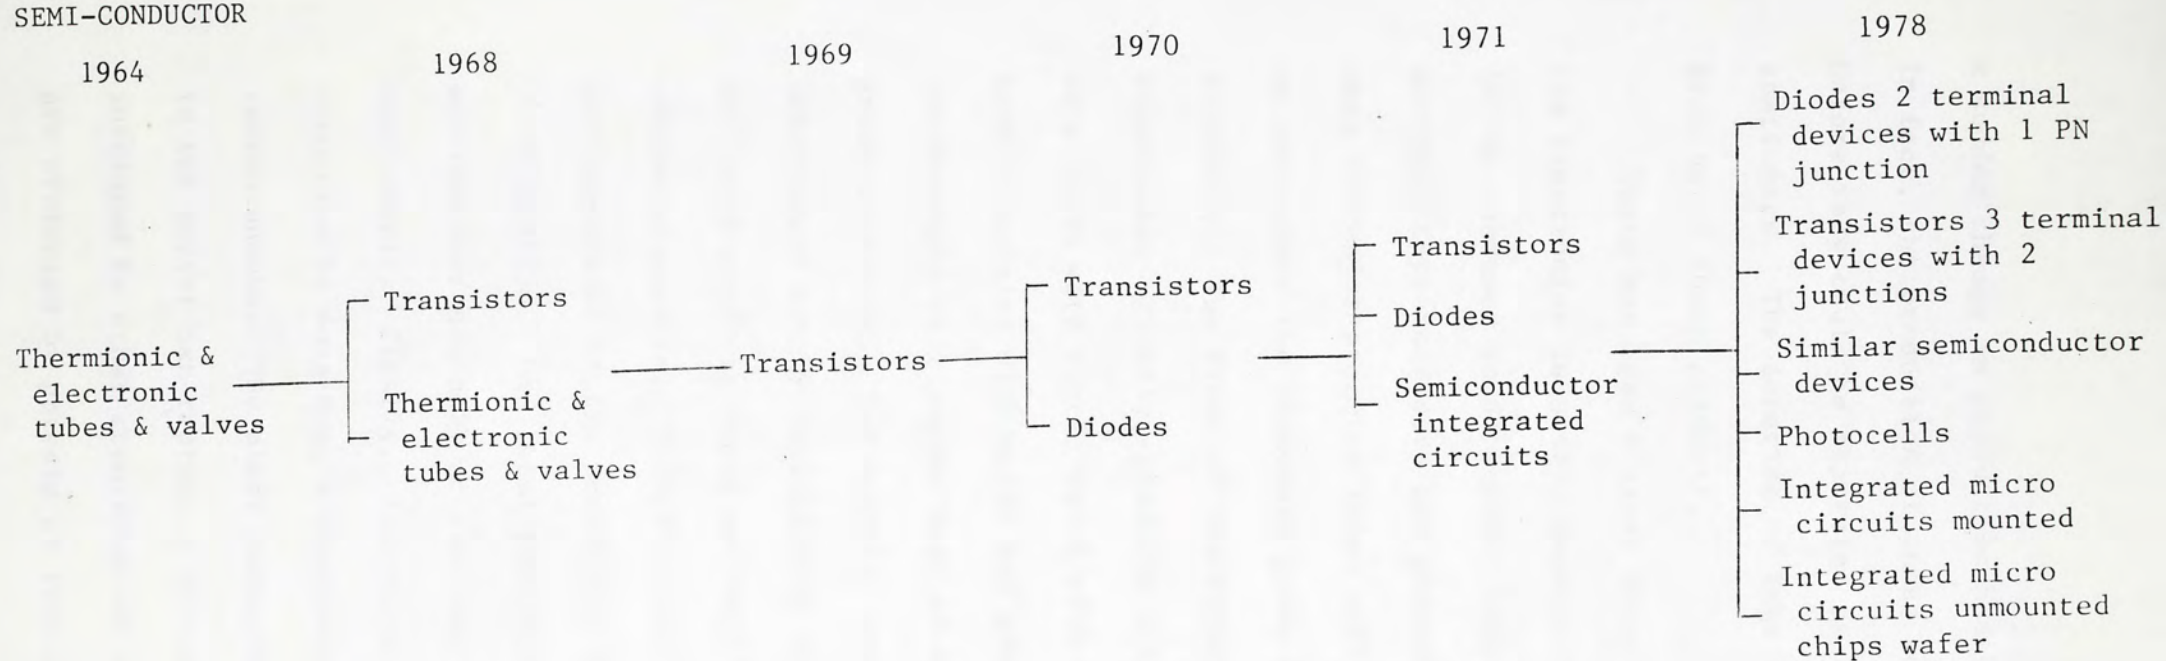 SEMI-CONDUCTOR
1964
1968
1969
1970
1971
1978
Thermionic &
electronic
tubes & valves
Transistors
Thermionic &
electronic
tubes & valves
Transistors
Transistors
Diodes
Transistors
Diodes
Semiconductor
integrated
circuits
Diodes 2 terminal
devices with 1 PN
junction
Transistors 3 terminal
devices with 2
junctions
Similar semiconductor
devices
Photocells
Integrated micro
circuits mounted
Integrated micro
circuits unmounted
chips wafer